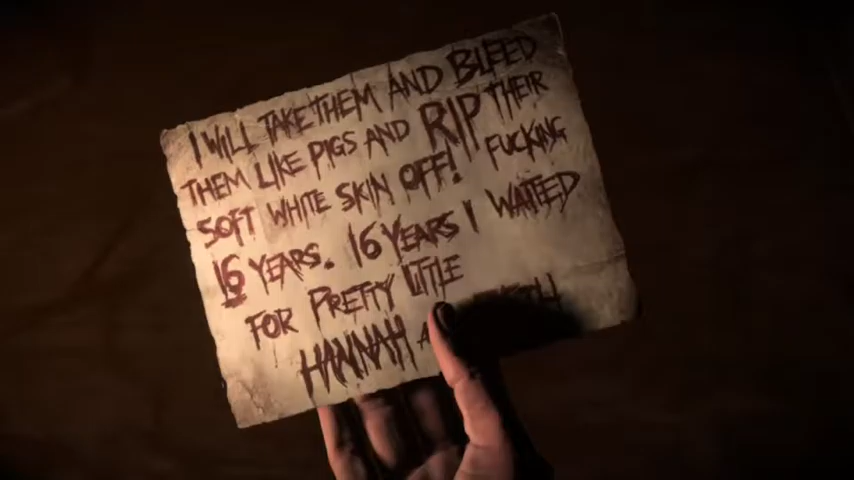 I WILL TAKE THEM AND BLEED
THEM LIKE PIGS AND RIP THEIR
SOFT WHITE SKIN OFF! FUCKING
16 YEARS. 16 YEARS I WAITED
FOR PRETTY LITTLE
HANNAH